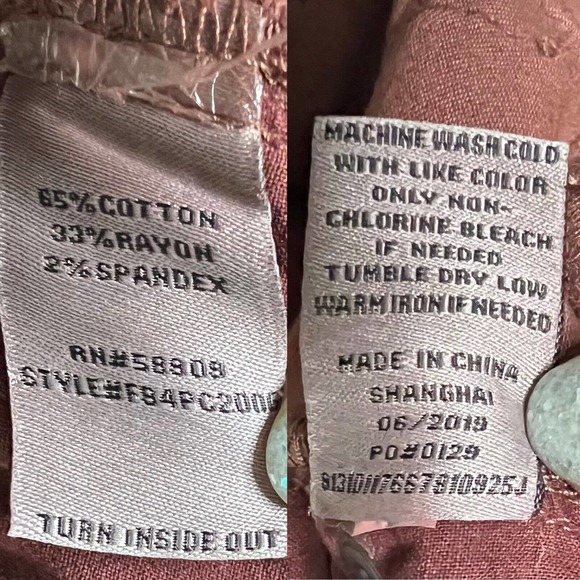 65% COTTON
33% RAYON
2% SPANDEX
RN#58909
TURN INSIDE OUT
MACHINE WASH COLD
WITH LIKE COLOR
ONLY NON-
CHLORINE BLEACH
IF NEEDED
TUMBLE DRY LOW
WARM IRON IF NEEDED
MADE IN CHINA
SHANGHAI
06/2019
PO#0129